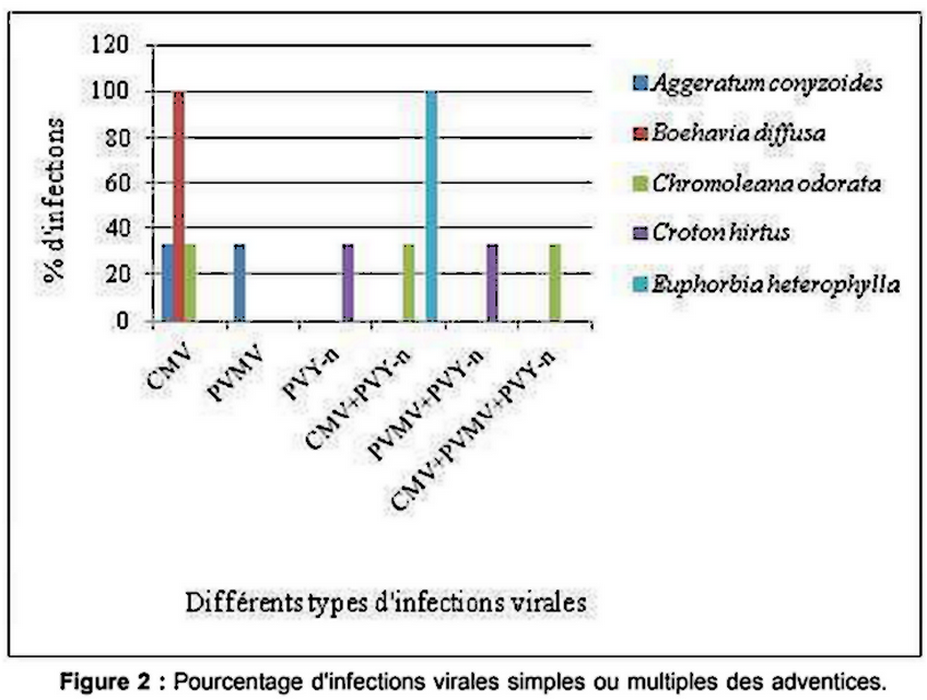 120
100
80
60
40
20
0
% d'infections
CMV
PVMV
PVY-n
CMV+PVY-n
PVMV+PVY-n
CMV+PVMV+PVY-n
Différents types d'infections virales
Aggeratum conyzoides
Boehavia diffusa
Chromoleana odorata
Croton hirtus
Euphorbia heterophylla
Figure 2 : Pourcentage d'infections virales simples ou multiples des adventices.